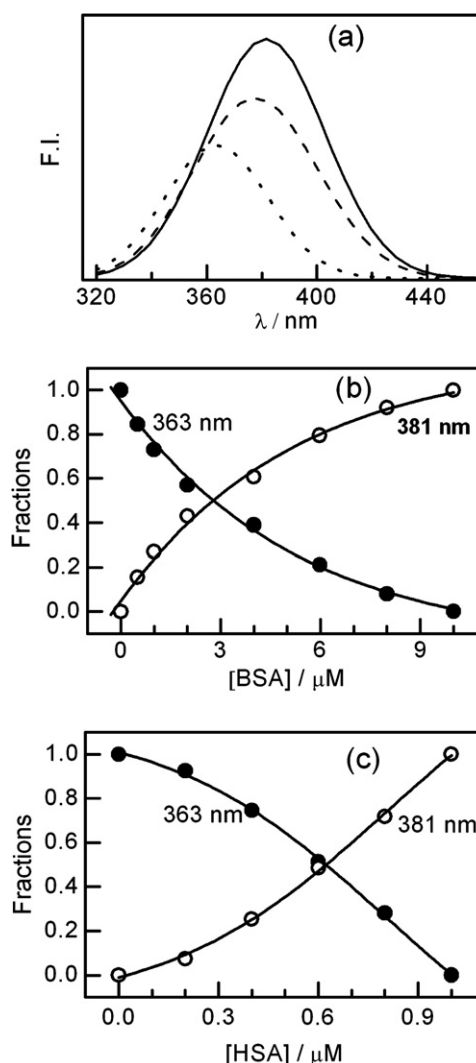 (a)
F.I.
320 360 400 440
λ / nm
(b)
1.0
363 nm
381 nm
0.8
0.6
0.4
0.2
0.0
Fractions
0 3 6 9
[BSA] / μM
(c)
1.0
363 nm
381 nm
0.8
0.6
0.4
0.2
0.0
Fractions
0.0 0.3 0.6 0.9
[HSA] / μM